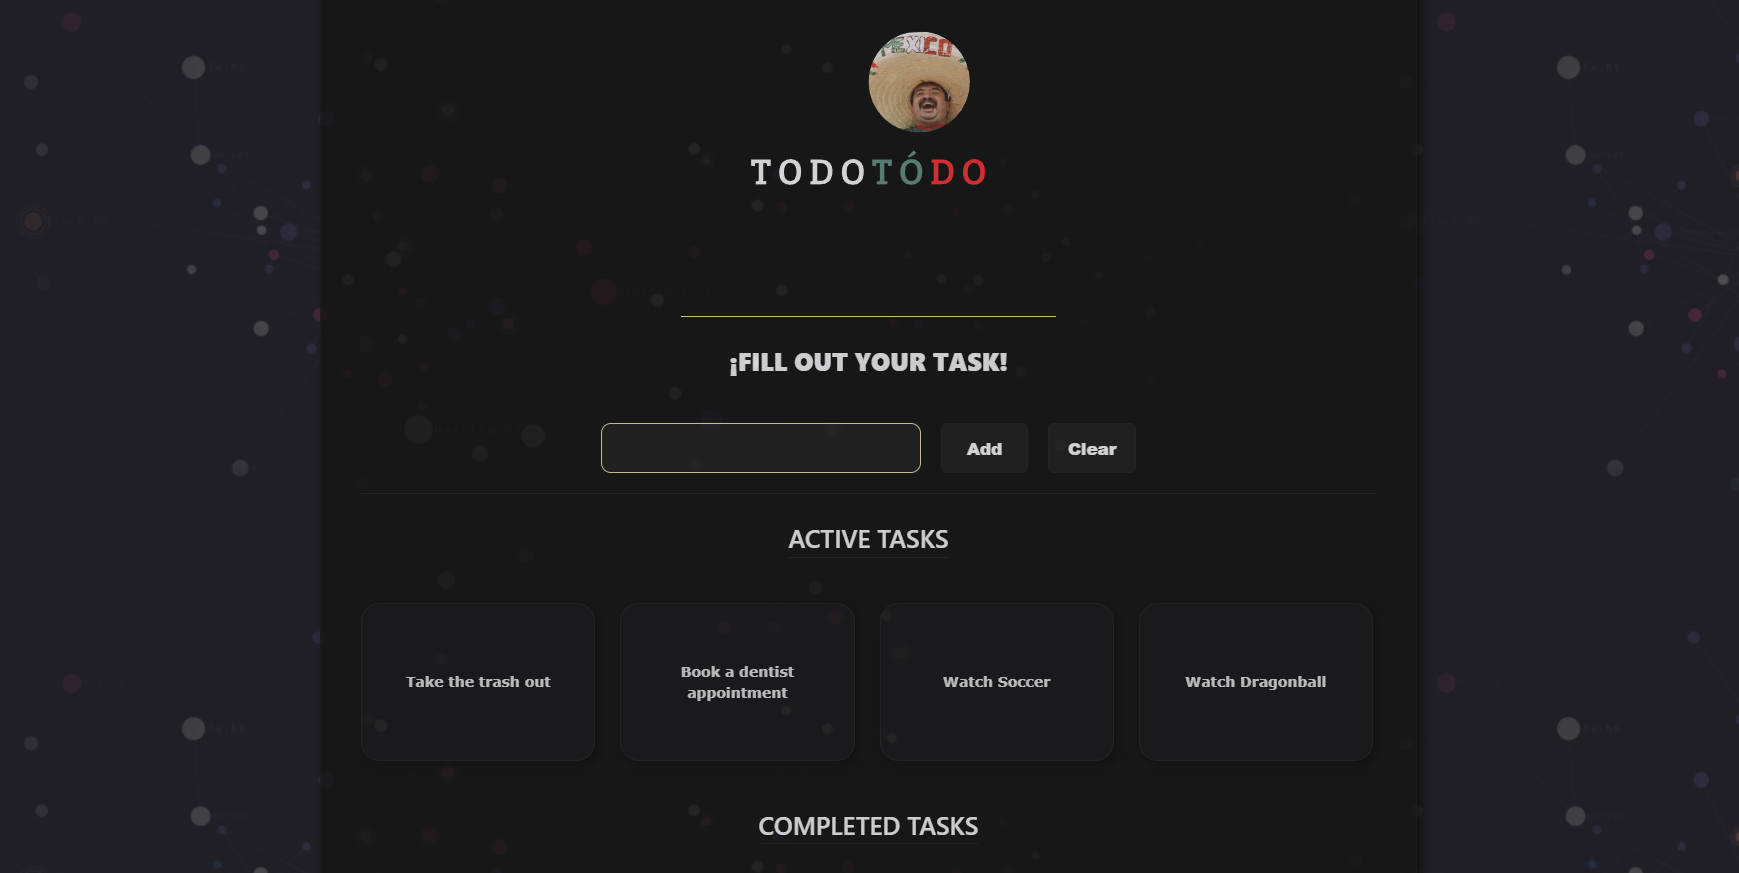 MEXICO
TODOTÓDO
¡FILL OUT YOUR TASK!
Add
Clear
ACTIVE TASKS
Take the trash out
Book a dentist
appointment
Watch Soccer
Watch Dragonball
COMPLETED TASKS